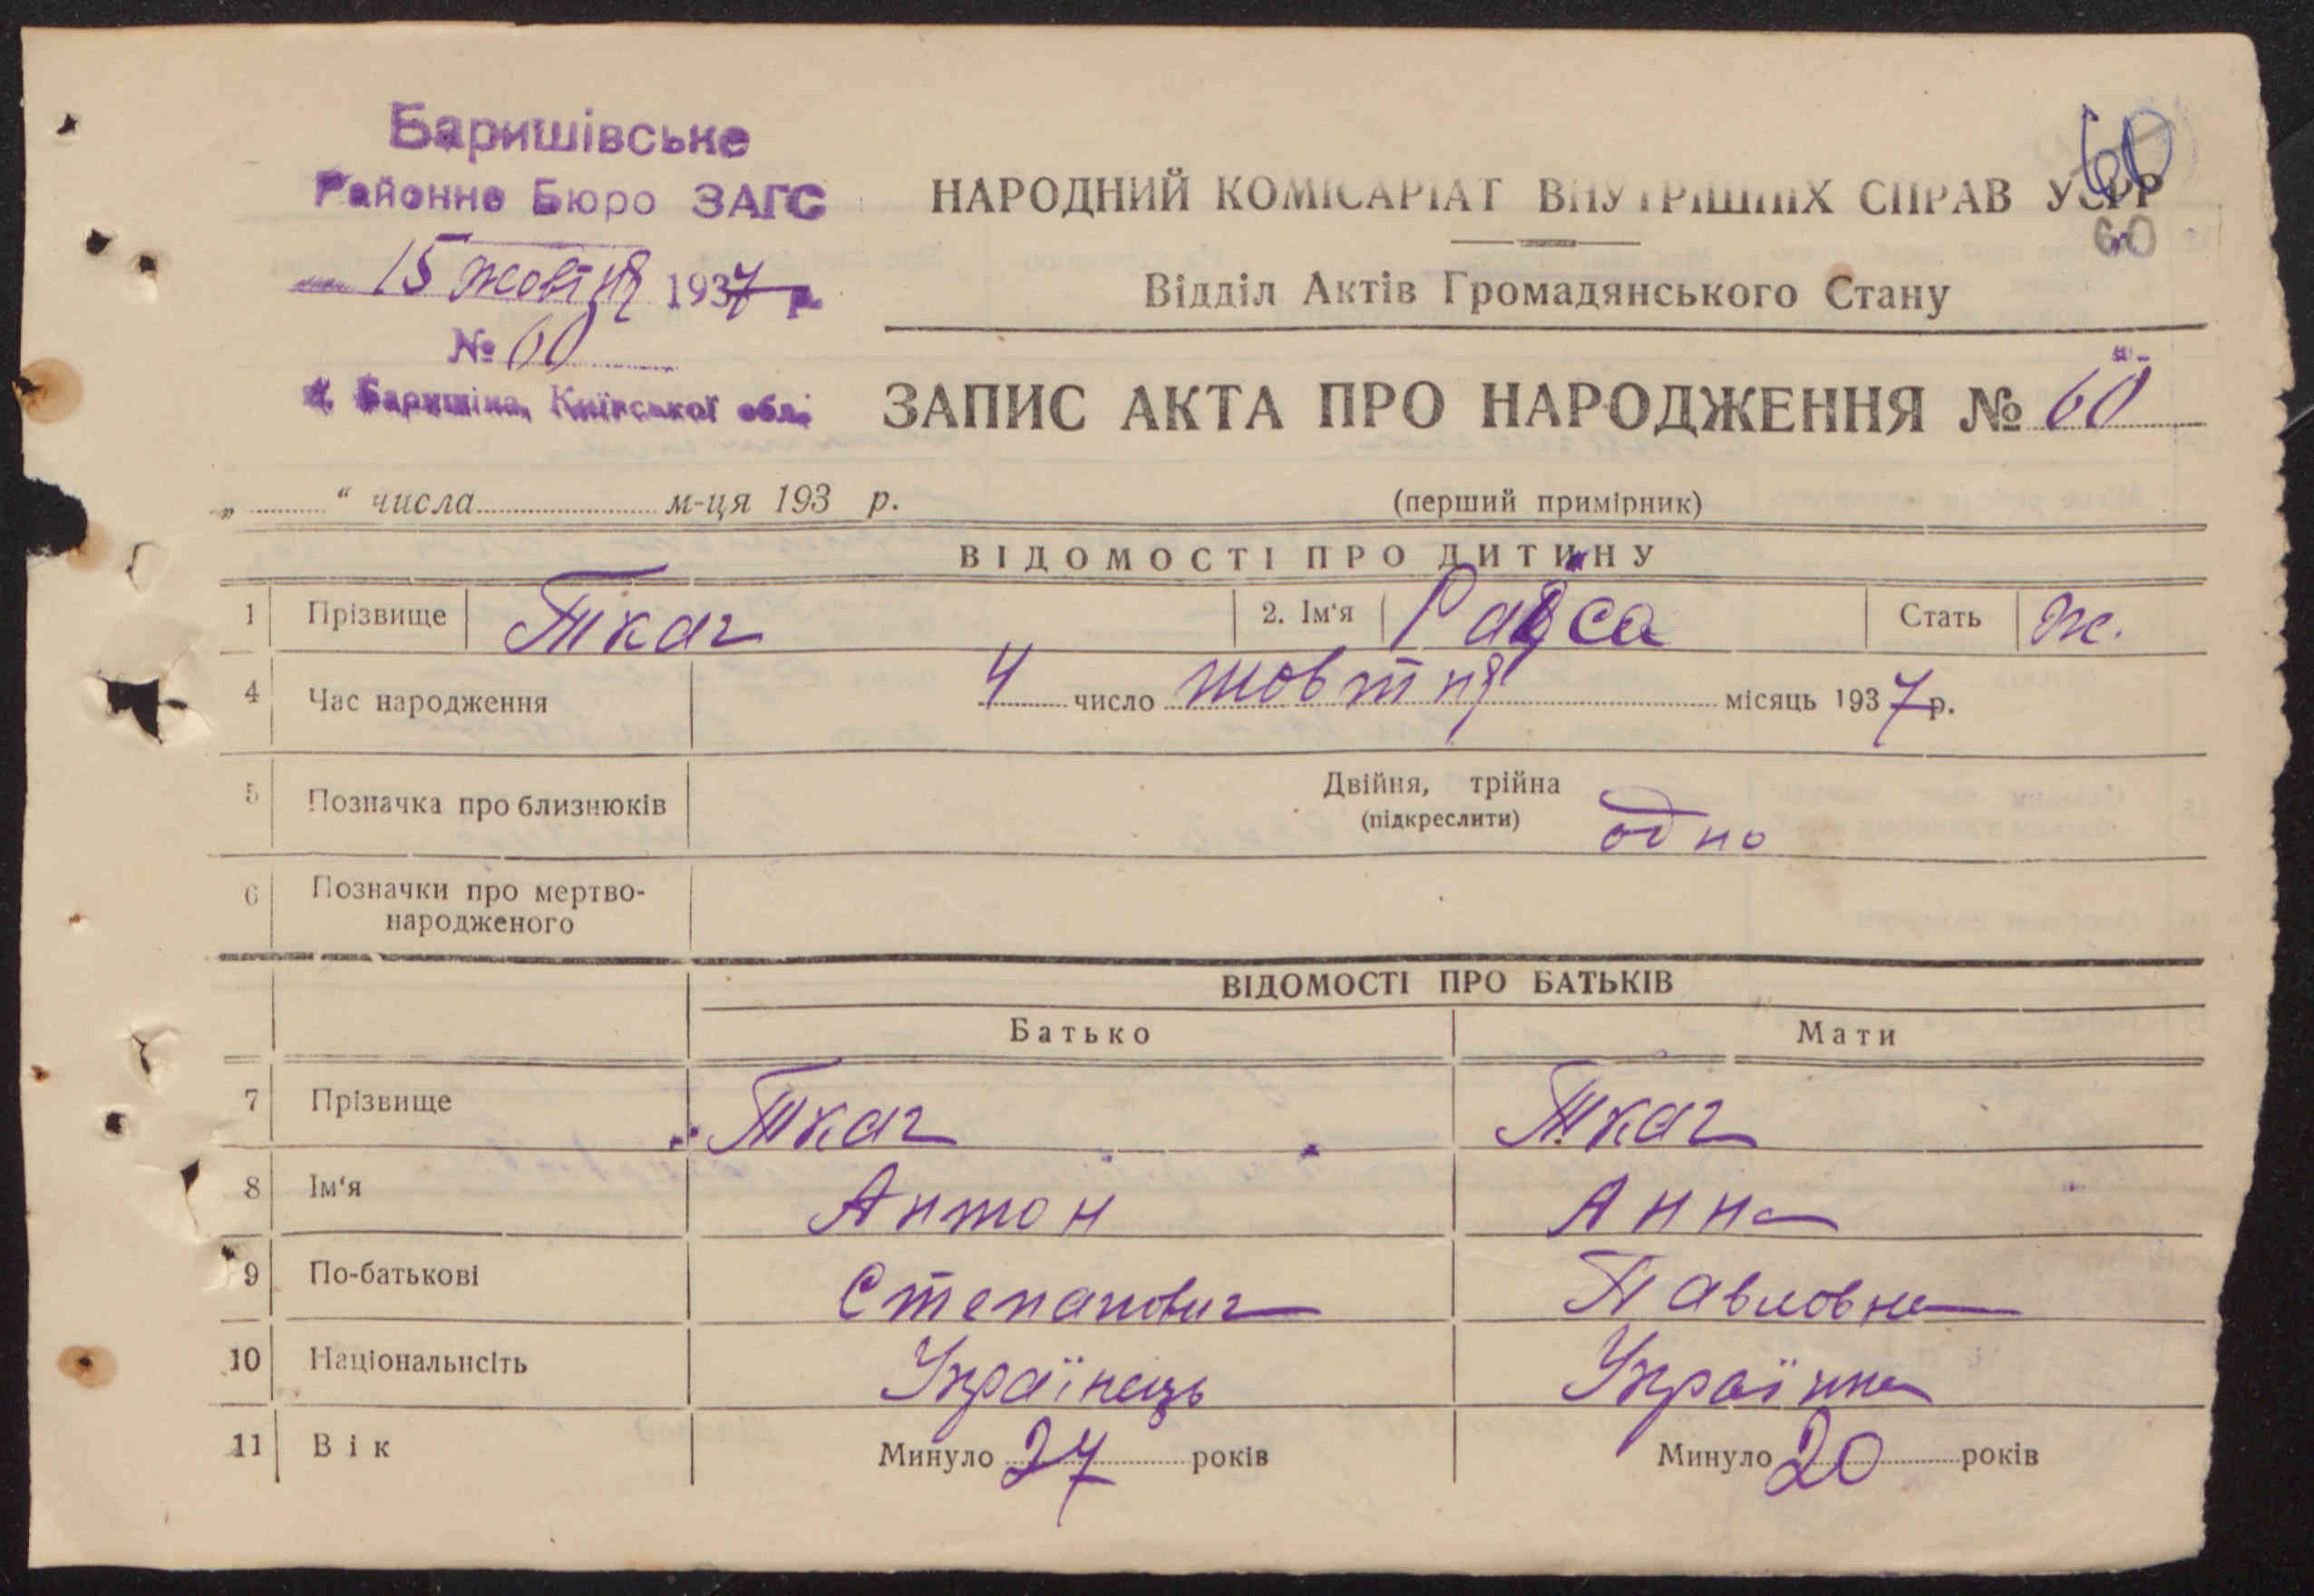 Баришівське
Районне Бюро ЗАГС
15 жовтня 1937 р.
№ 60
Київської обл.
60
НАРОДНИЙ КОМІСАРІАТ ВНУТРІШНІХ СПРАВ УСРР
60
Відділ Актів Громадянського Стану
ЗАПИС АКТА ПРО НАРОДЖЕННЯ № 60
„ “ числа м-ця 193 р. (перший примірник)
ВІДОМОСТІ ПРО ДИТИНУ
1 Прізвище Ткач 2. Ім‘я Раїса Стать ж.
4 Час народження 4 число жовтня місяць 1937 р.
5 Позначка про близнюків Двійня, трійна
(підкреслити) одно
6 Позначки про мертво-
народженого
ВІДОМОСТІ ПРО БАТЬКІВ
Батько Мати
7 Прізвище Ткач Ткач
8 Ім‘я Антон Анна
9 По-батькові Степанович Павловна
10 Національнсіть Українець Українка
11 Вік Минуло 27 років Минуло 20 років